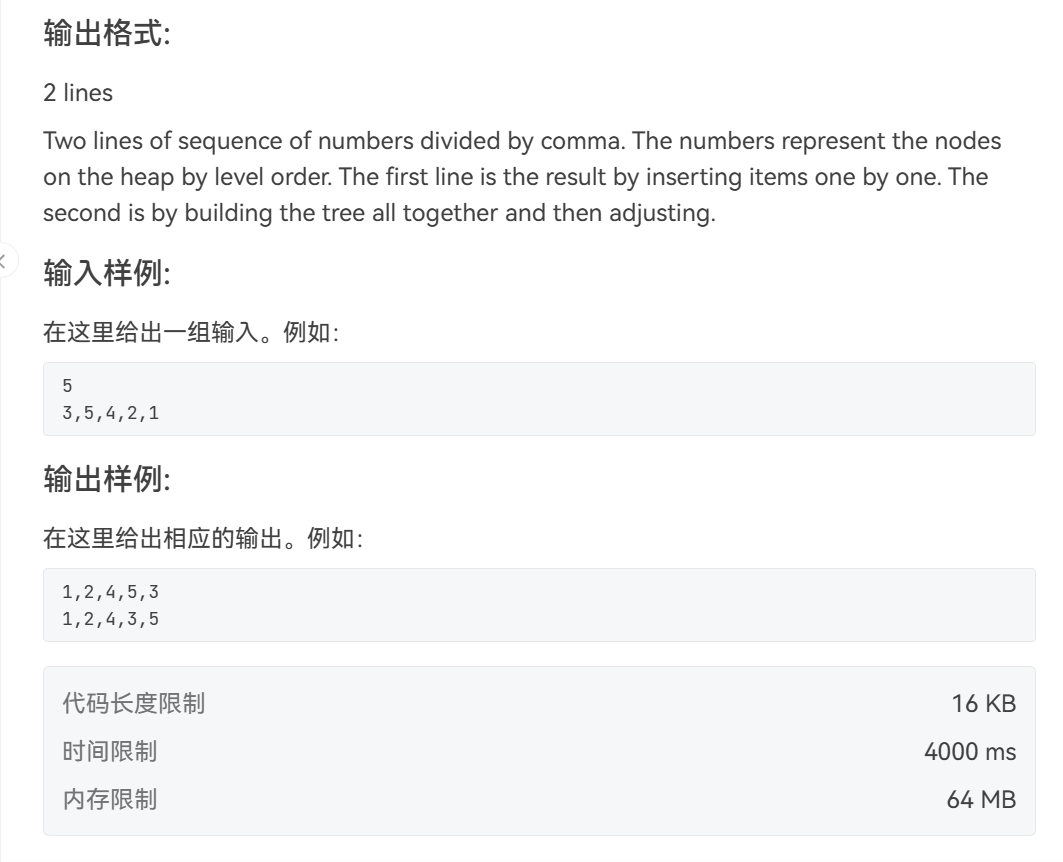 输出格式:
2 lines
Two lines of sequence of numbers divided by comma. The numbers represent the nodes
on the heap by level order. The first line is the result by inserting items one by one. The
second is by building the tree all together and then adjusting.
输入样例:
在这里给出一组输入。例如：
5
3,5,4,2,1
输出样例:
在这里给出相应的输出。例如：
1,2,4,5,3
1,2,4,3,5
代码长度限制 16 KB
时间限制 4000 ms
内存限制 64 MB